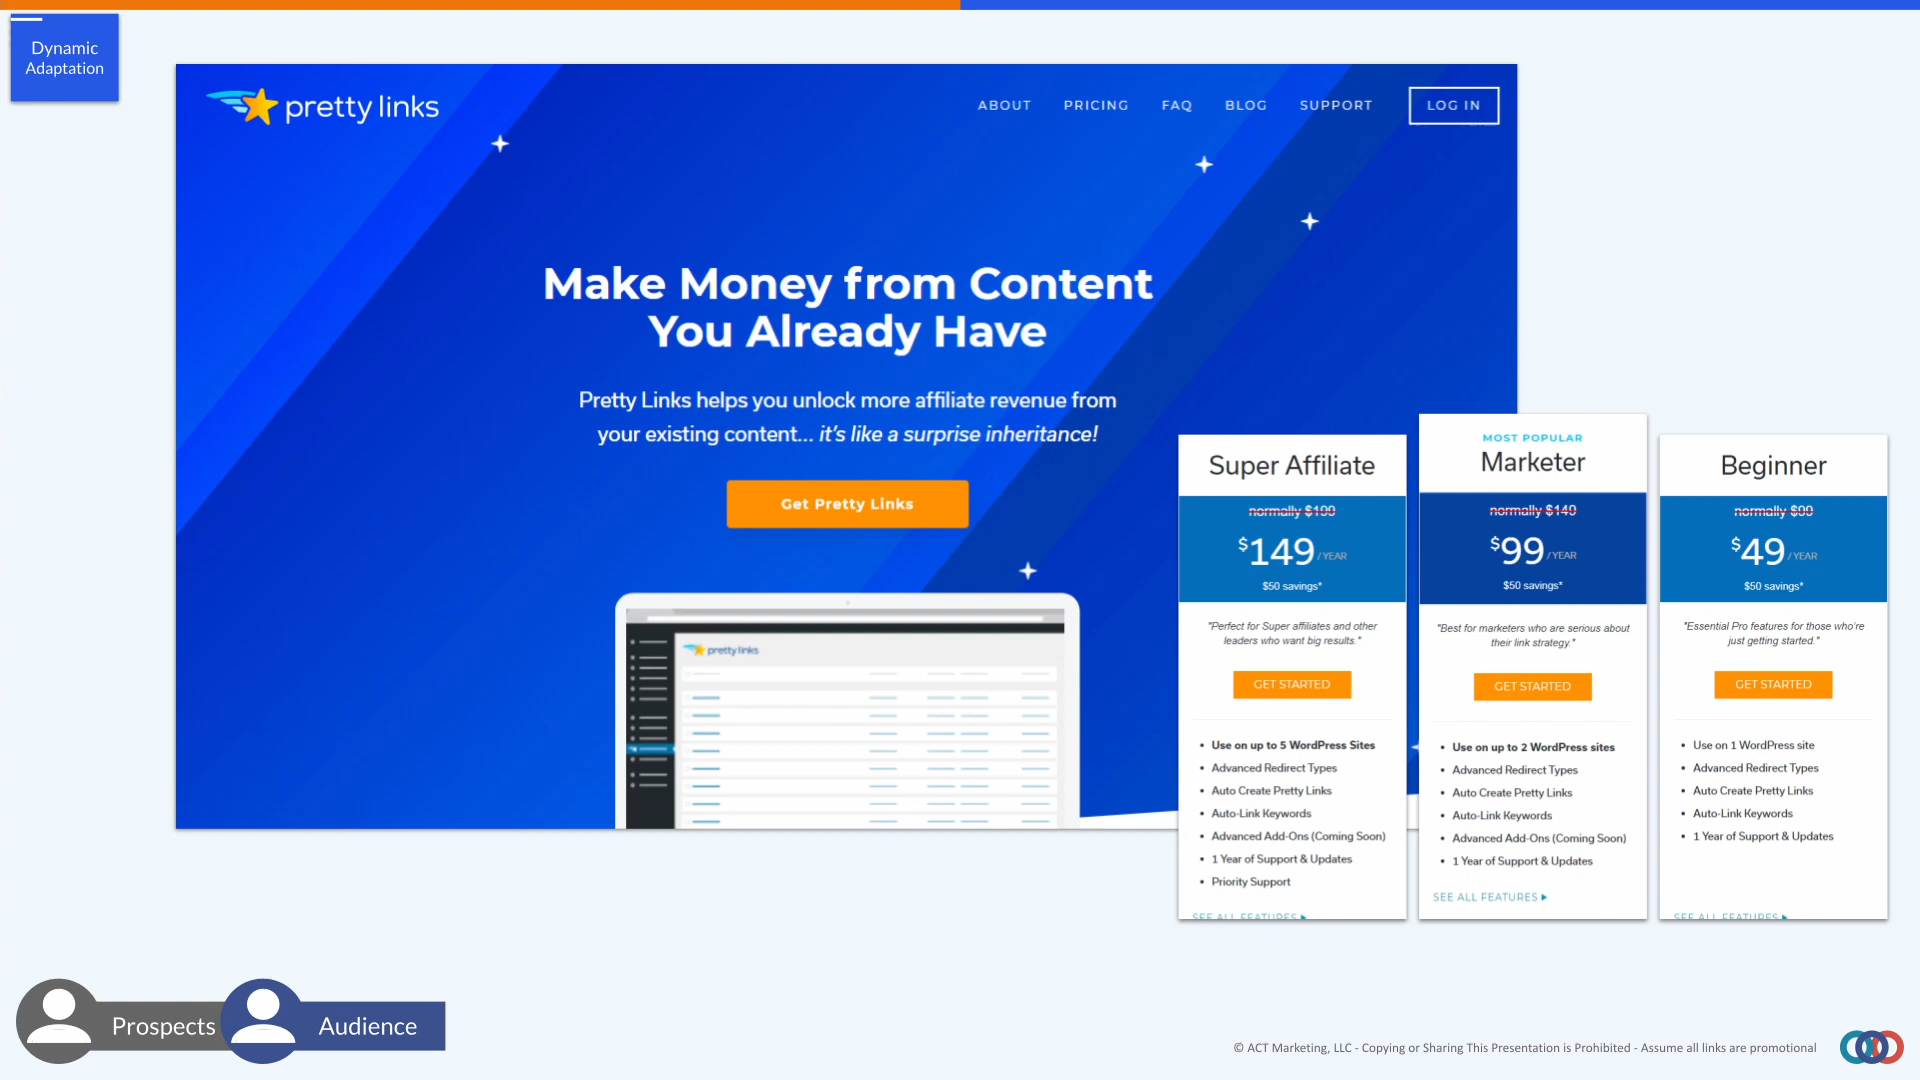 Dynamic
Adaptation
pretty links
ABOUT PRICING FAQ BLOG SUPPORT LOG IN
Make Money from Content
You Already Have
Pretty Links helps you unlock more affiliate revenue from
your existing content... it's like a surprise inheritance!
Get Pretty Links
pretty links
Super Affiliate
normally $199
$149/YEAR
$50 savings*
"Perfect for Super affiliates and other
leaders who want big results."
GET STARTED
• Use on up to 5 WordPress Sites
• Advanced Redirect Types
• Auto Create Pretty Links
• Auto-Link Keywords
• Advanced Add-Ons (Coming Soon)
• 1 Year of Support & Updates
• Priority Support
SEE ALL FEATURES ▸
MOST POPULAR
Marketer
normally $149
$99/YEAR
$50 savings*
"Best for marketers who are serious about
their link strategy."
GET STARTED
• Use on up to 2 WordPress sites
• Advanced Redirect Types
• Auto Create Pretty Links
• Auto-Link Keywords
• Advanced Add-Ons (Coming Soon)
• 1 Year of Support & Updates
SEE ALL FEATURES ▸
Beginner
normally $99
$49/YEAR
$50 savings*
"Essential Pro features for those who're
just getting started."
GET STARTED
• Use on 1 WordPress site
• Advanced Redirect Types
• Auto Create Pretty Links
• Auto-Link Keywords
• 1 Year of Support & Updates
SEE ALL FEATURES ▸
Prospects
Audience
© ACT Marketing, LLC - Copying or Sharing This Presentation is Prohibited - Assume all links are promotional